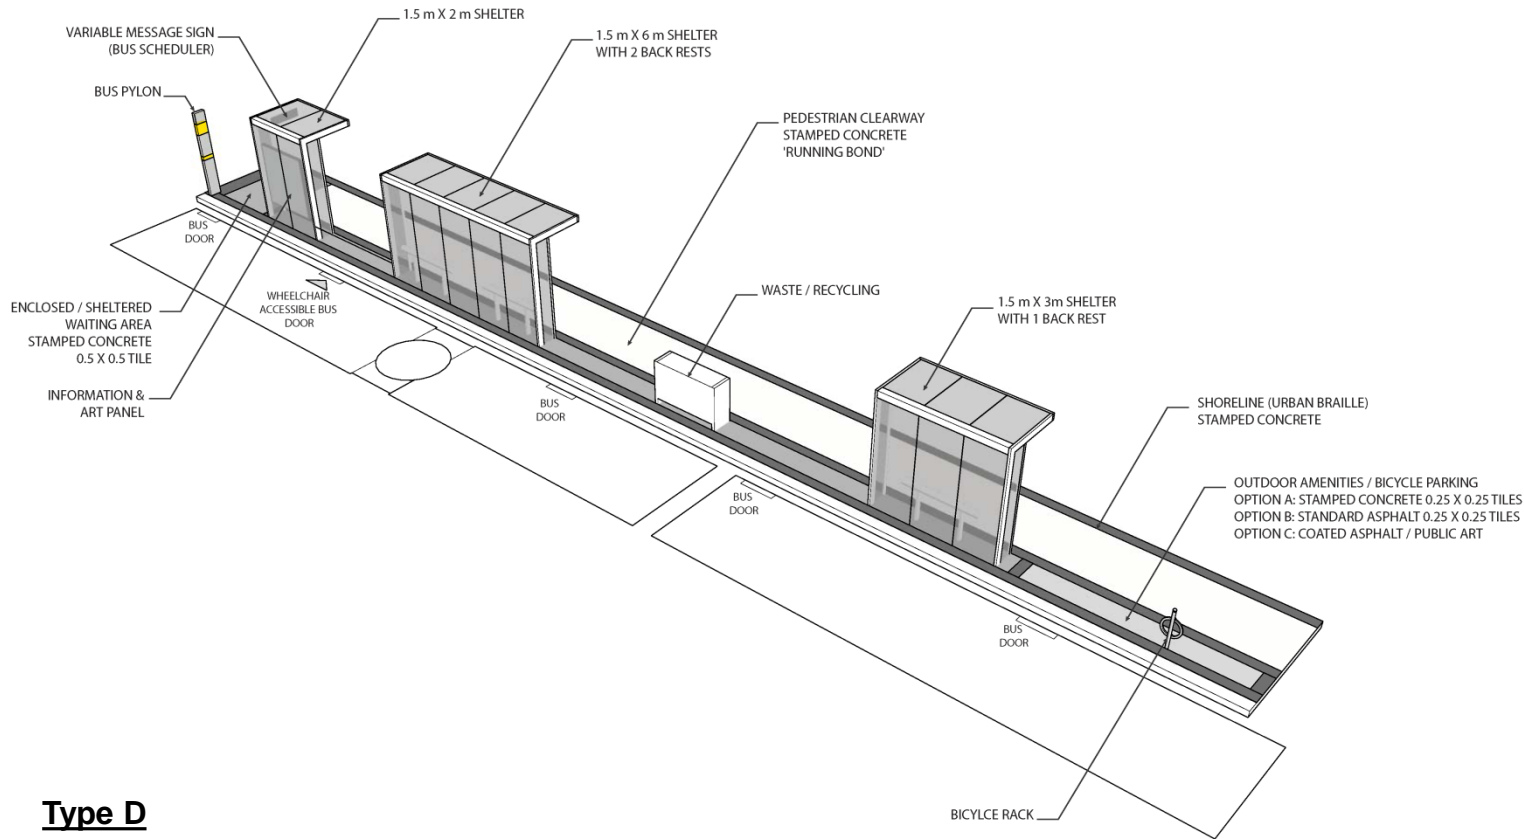 1.5 m X 2 m SHELTER
VARIABLE MESSAGE SIGN
(BUS SCHEDULER)
1.5 m X 6 m SHELTER
WITH 2 BACK RESTS
BUS PYLON
PEDESTRIAN CLEARWAY
STAMPED CONCRETE
'RUNNING BOND'
BUS
DOOR
WHEELCHAIR
ACCESSIBLE BUS
DOOR
WASTE / RECYCLING
ENCLOSED / SHELTERED
WAITING AREA
STAMPED CONCRETE
0.5 X 0.5 TILE
1.5 m X 3m SHELTER
WITH 1 BACK REST
INFORMATION &
ART PANEL
BUS
DOOR
SHORELINE (URBAN BRAILLE)
STAMPED CONCRETE
BUS
DOOR
OUTDOOR AMENITIES / BICYCLE PARKING
OPTION A: STAMPED CONCRETE 0.25 X 0.25 TILES
OPTION B: STANDARD ASPHALT 0.25 X 0.25 TILES
OPTION C: COATED ASPHALT / PUBLIC ART
BUS
DOOR
BICYLCE RACK
Type D